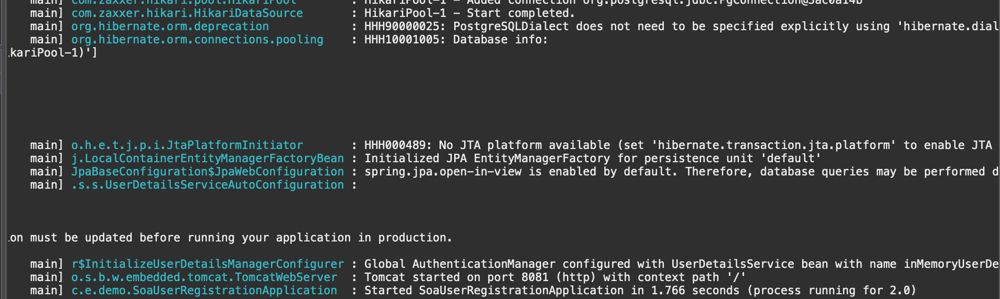 main] com.zaxxer.hikari.pool.HikariPool : HikariPool-1 - Added connection org.postgresql.jdbc.PgConnection@3ac0a14b
main] com.zaxxer.hikari.HikariDataSource : HikariPool-1 - Start completed.
main] org.hibernate.orm.deprecation : HHH90000025: PostgreSQLDialect does not need to be specified explicitly using 'hibernate.dial
main] org.hibernate.orm.connections.pooling : HHH10001005: Database info:
.kariPool-1)']
main] o.h.e.t.j.p.i.JtaPlatformInitiator : HHH000489: No JTA platform available (set 'hibernate.transaction.jta.platform' to enable JTA
main] j.LocalContainerEntityManagerFactoryBean : Initialized JPA EntityManagerFactory for persistence unit 'default'
main] JpaBaseConfiguration$JpaWebConfiguration : spring.jpa.open-in-view is enabled by default. Therefore, database queries may be performed d
main] .s.s.UserDetailsServiceAutoConfiguration :
.on must be updated before running your application in production.
main] r$InitializeUserDetailsManagerConfigurer : Global AuthenticationManager configured with UserDetailsService bean with name inMemoryUserDe
main] o.s.b.w.embedded.tomcat.TomcatWebServer : Tomcat started on port 8081 (http) with context path '/'
main] c.e.demo.SoaUserRegistrationApplication : Started SoaUserRegistrationApplication in 1.766 seconds (process running for 2.0)